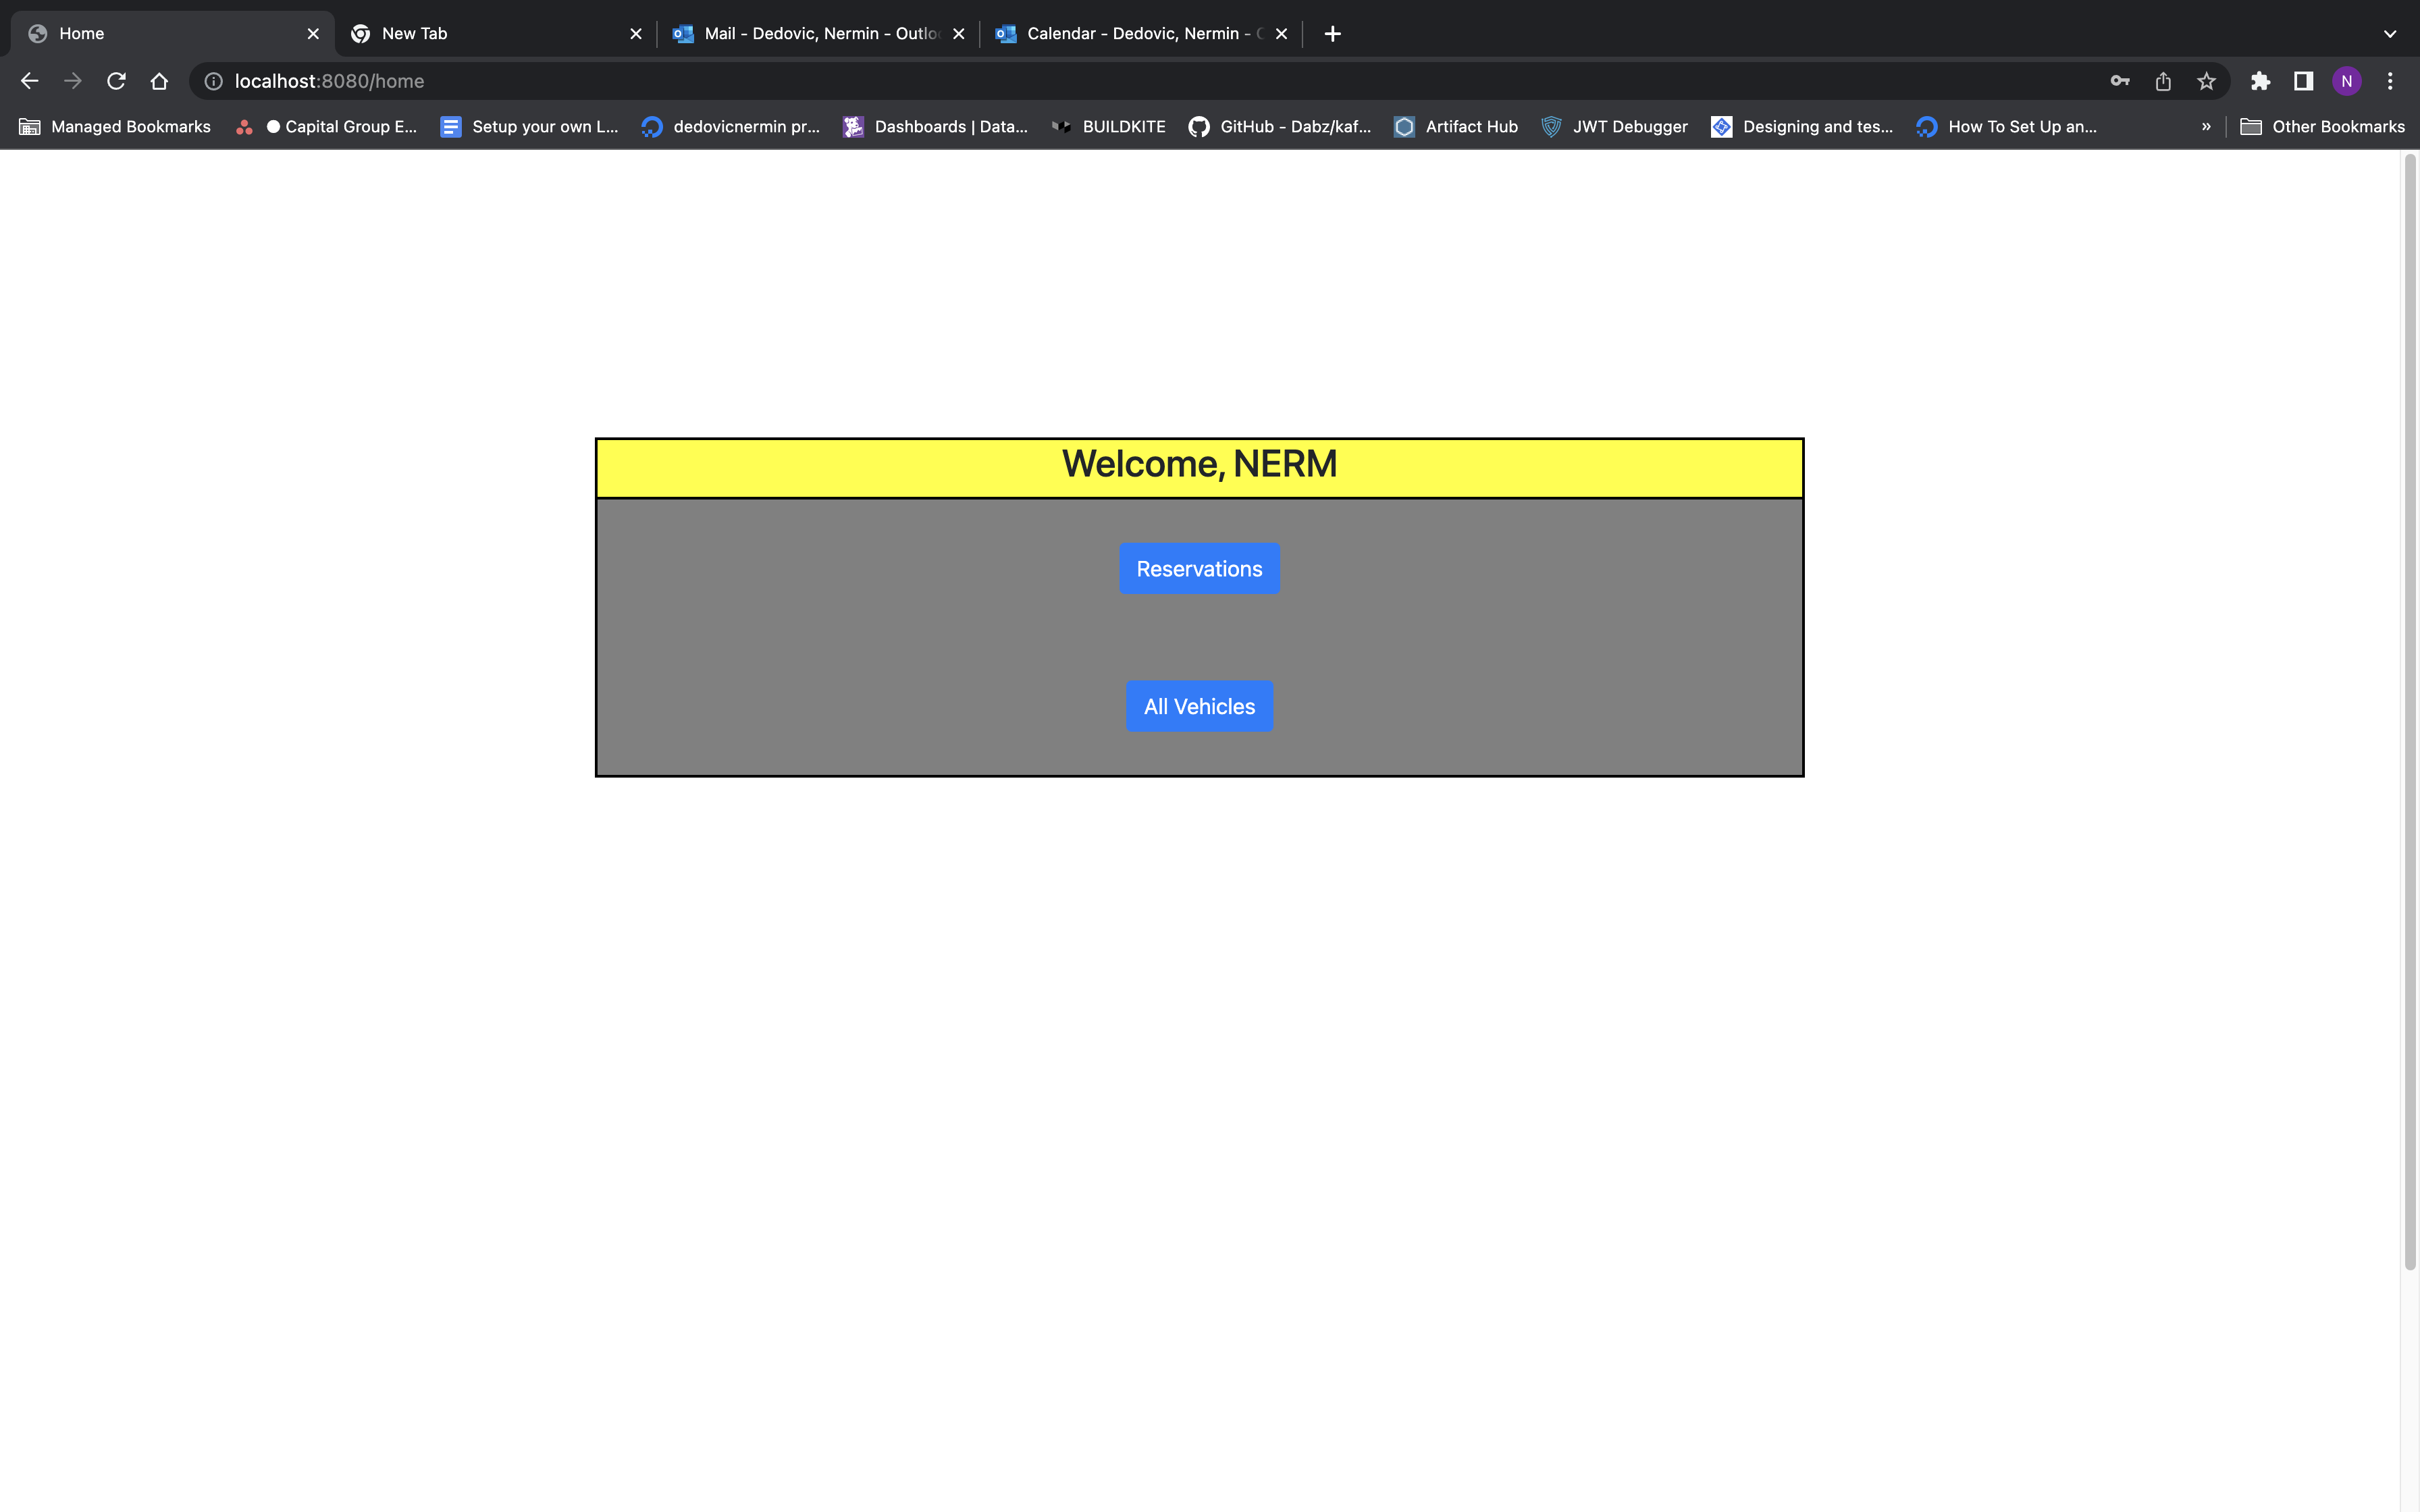 Home
New Tab
Mail - Dedovic, Nermin - Outlo
Calendar - Dedovic, Nermin -
localhost:8080/home
N
Managed Bookmarks
Capital Group E...
Setup your own L...
dedovicnermin pr...
Dashboards | Data...
BUILDKITE
GitHub - Dabz/kaf...
Artifact Hub
JWT Debugger
Designing and tes...
How To Set Up an...
»
Other Bookmarks
Welcome, NERM
Reservations
All Vehicles